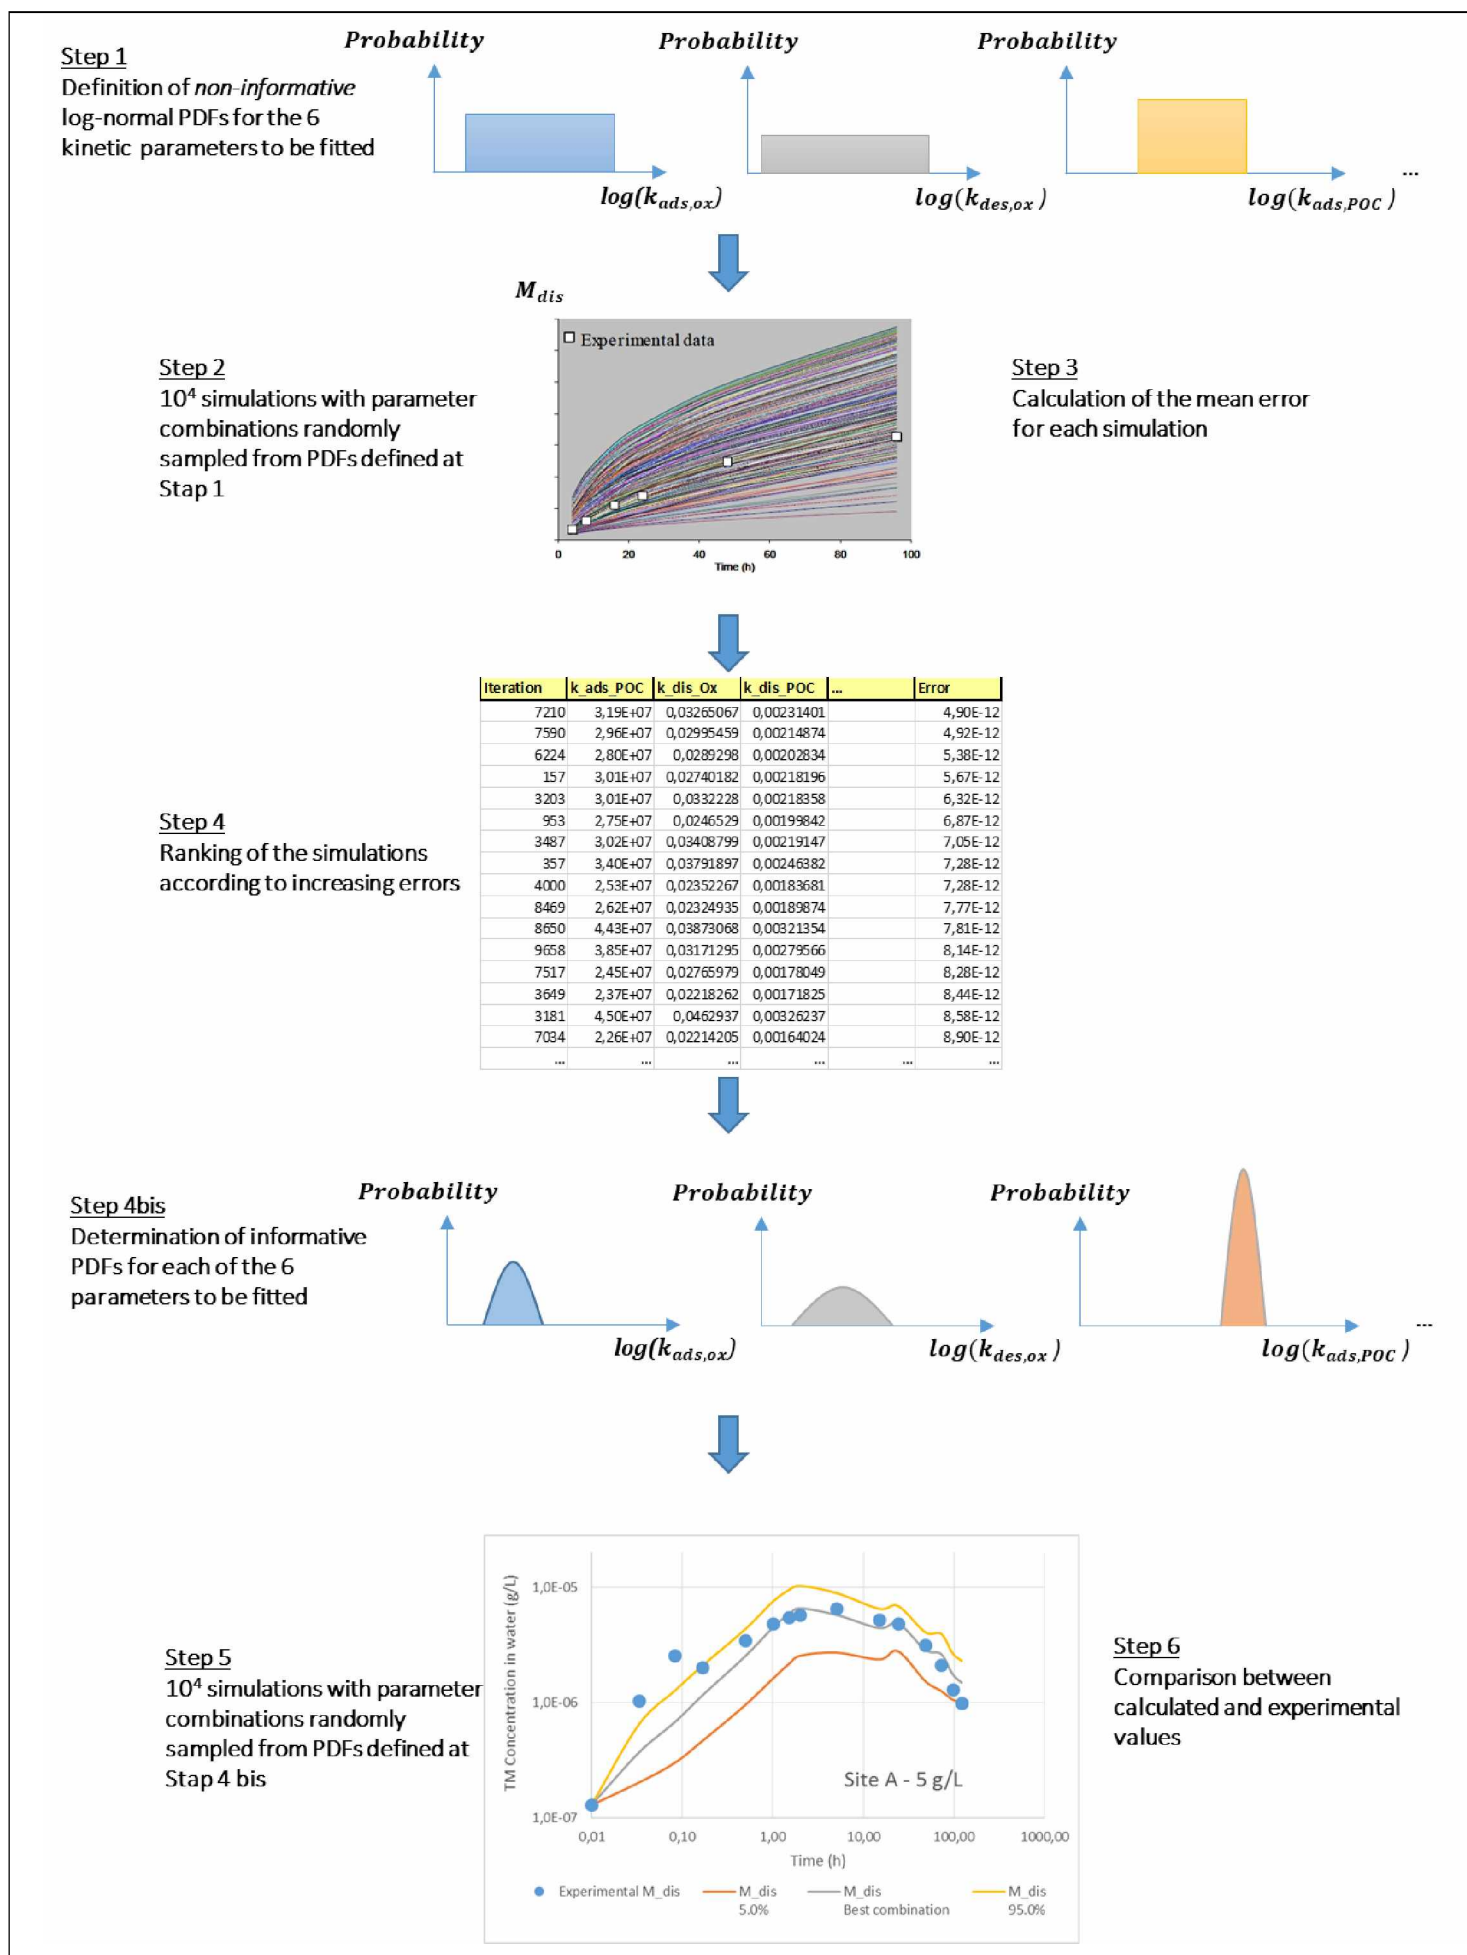 Step 1
Definition of non-informative
log-normal PDFs for the 6
kinetic parameters to be fitted
Probability
log(k_ads,ox)
Probability
log(k_des,ox)
Probability
log(k_ads,POC)
...
Step 2
10⁴ simulations with parameter
combinations randomly
sampled from PDFs defined at
Stap 1
M_dis
Experimental data
0 20 40 60 80 100
Time (h)
Step 3
Calculation of the mean error
for each simulation
Step 4
Ranking of the simulations
according to increasing errors
Iteration k_ads_POC k_dis_Ox k_dis_POC ... Error
7210 3,19E+07 0,03265067 0,00231401 4,90E-12
7590 2,96E+07 0,02995459 0,00214874 4,92E-12
6224 2,80E+07 0,0289298 0,00202834 5,38E-12
157 3,01E+07 0,02740182 0,00218196 5,67E-12
3203 3,01E+07 0,0332228 0,00218358 6,32E-12
953 2,75E+07 0,0246529 0,00199842 6,87E-12
3487 3,02E+07 0,03408799 0,00219147 7,05E-12
357 3,40E+07 0,03791897 0,00246382 7,28E-12
4000 2,53E+07 0,02352267 0,00183681 7,28E-12
8469 2,62E+07 0,02324935 0,00189874 7,77E-12
8650 4,43E+07 0,03873068 0,00321354 7,81E-12
9658 3,85E+07 0,03171295 0,00279566 8,14E-12
7517 2,45E+07 0,02765979 0,00178049 8,28E-12
3649 2,37E+07 0,02218262 0,00171825 8,44E-12
3181 4,50E+07 0,0462937 0,00326237 8,58E-12
7034 2,26E+07 0,02214205 0,00164024 8,90E-12
... ... ... ... ... ...
Step 4bis
Determination of informative
PDFs for each of the 6
parameters to be fitted
Probability
log(k_ads,ox)
Probability
log(k_des,ox)
Probability
log(k_ads,POC)
...
Step 5
10⁴ simulations with parameter
combinations randomly
sampled from PDFs defined at
Stap 4 bis
TM Concentration in water (g/L)
1,0E-05
1,0E-06
1,0E-07
Site A - 5 g/L
0,01 0,10 1,00 10,00 100,00 1000,00
Time (h)
Experimental M_dis
M_dis
5.0%
M_dis
Best combination
M_dis
95.0%
Step 6
Comparison between
calculated and experimental
values